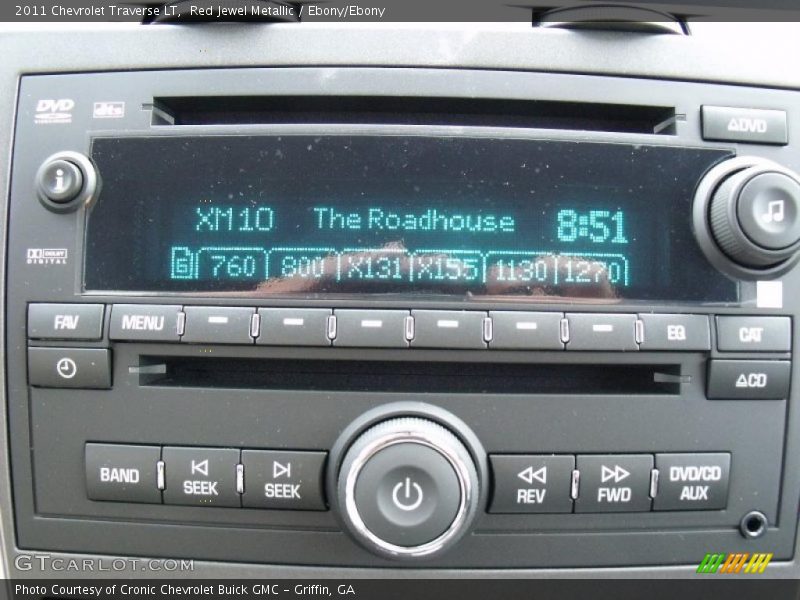 2011 Chevrolet Traverse LT, Red Jewel Metallic / Ebony/Ebony
DVD dts
△DVD
i
XM10 The Roadhouse 8:51
DOLBY
DIGITAL
6 760 800 X131 X155 1130 1270
FAV MENU EQ CAT
△CD
BAND SEEK SEEK REV FWD DVD/CD AUX
GTCARLOT.COM
Photo Courtesy of Cronic Chevrolet Buick GMC - Griffin, GA